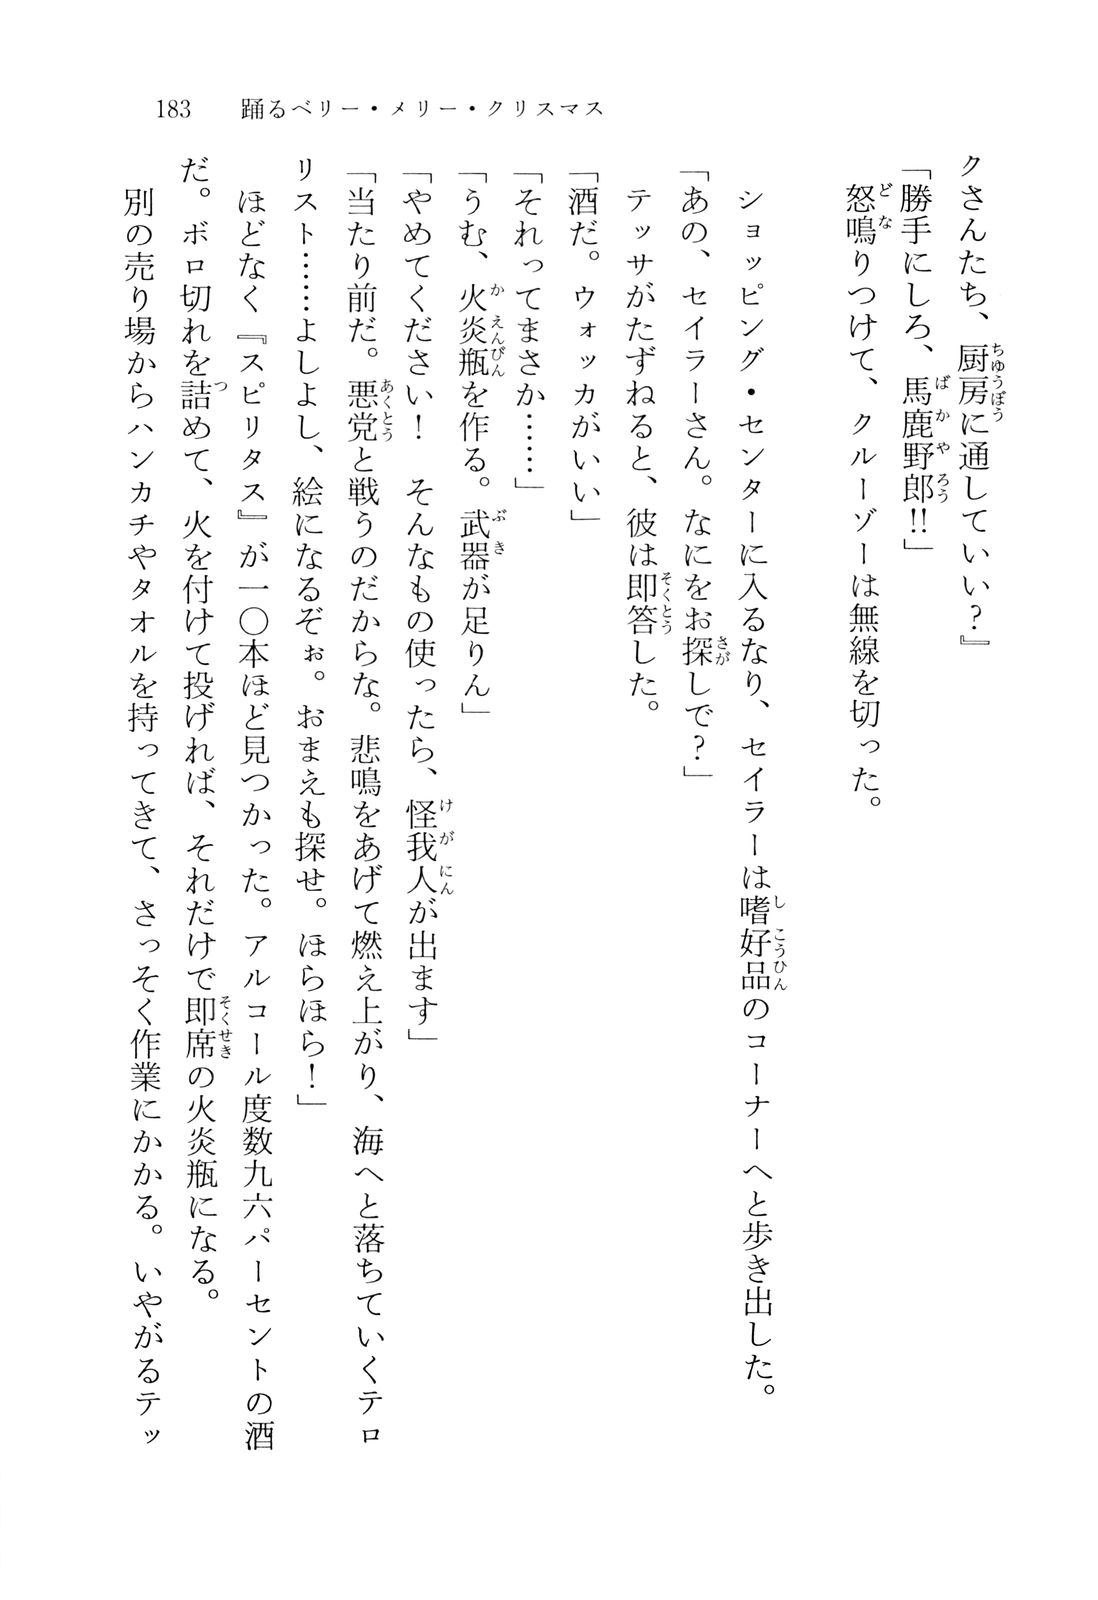 183 踊るベリー・メリー・クリスマス
クさんたち、厨房に通していい？』
「勝手にしろ、馬鹿野郎!!」
怒鳴りつけて、クルーゾーは無線を切った。
ショッピング・センターに入るなり、セイラーは嗜好品のコーナーへと歩き出した。
「あの、セイラーさん。なにをお探しで？」
テッサがたずねると、彼は即答した。
「酒だ。ウォッカがいい」
「それってまさか……」
「うむ、火炎瓶を作る。武器が足りん」
「やめてください！　そんなもの使ったら、怪我人が出ます」
「当たり前だ。悪党と戦うのだからな。悲鳴をあげて燃え上がり、海へと落ちていくテロ
リスト……よしよし、絵になるぞぉ。おまえも探せ。ほらほら！」
ほどなく『スピリタス』が一〇本ほど見つかった。アルコール度数九六パーセントの酒
だ。ボロ切れを詰めて、火を付けて投げれば、それだけで即席の火炎瓶になる。
別の売り場からハンカチやタオルを持ってきて、さっそく作業にかかる。いやがるテッ